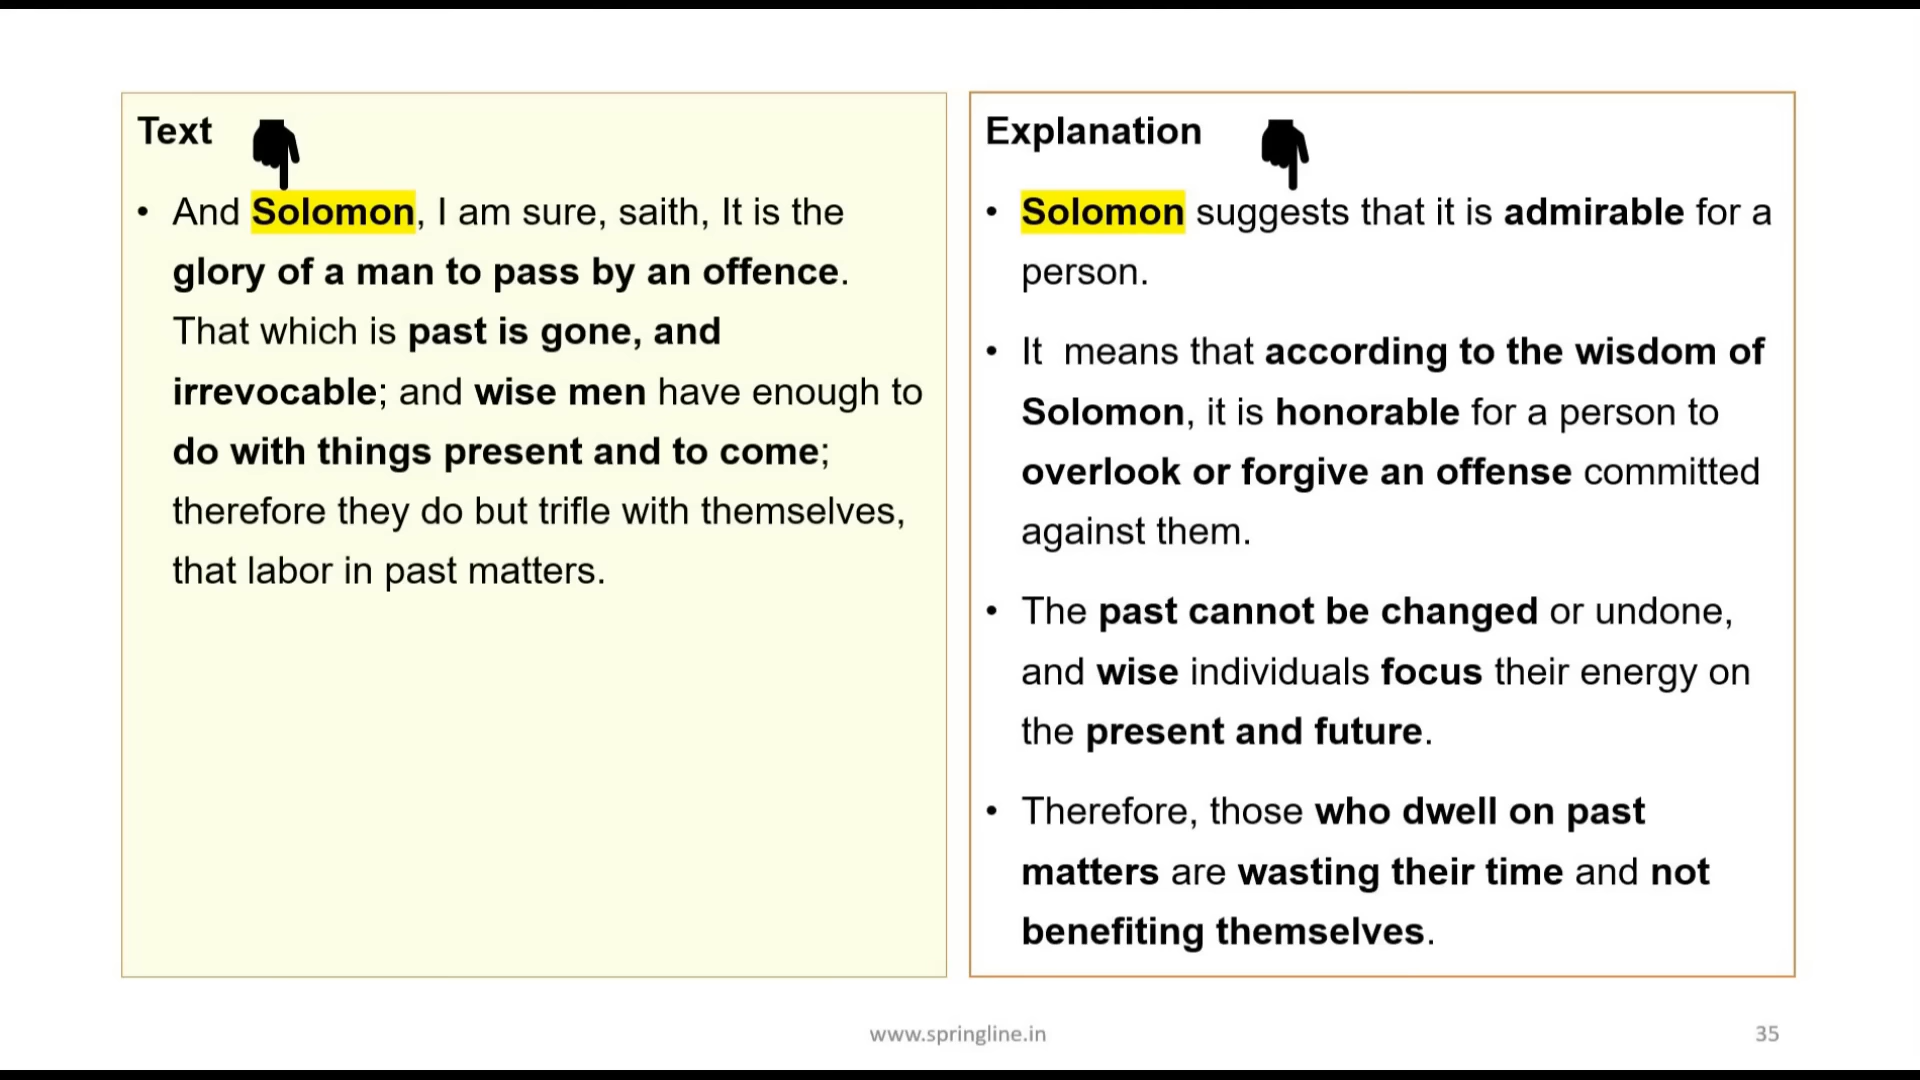 Text
• And Solomon, I am sure, saith, It is the
glory of a man to pass by an offence.
That which is past is gone, and
irrevocable; and wise men have enough to
do with things present and to come;
therefore they do but trifle with themselves,
that labor in past matters.
Explanation
• Solomon suggests that it is admirable for a
person.
• It  means that according to the wisdom of
Solomon, it is honorable for a person to
overlook or forgive an offense committed
against them.
• The past cannot be changed or undone,
and wise individuals focus their energy on
the present and future.
• Therefore, those who dwell on past
matters are wasting their time and not
benefiting themselves.
www.springline.in
35